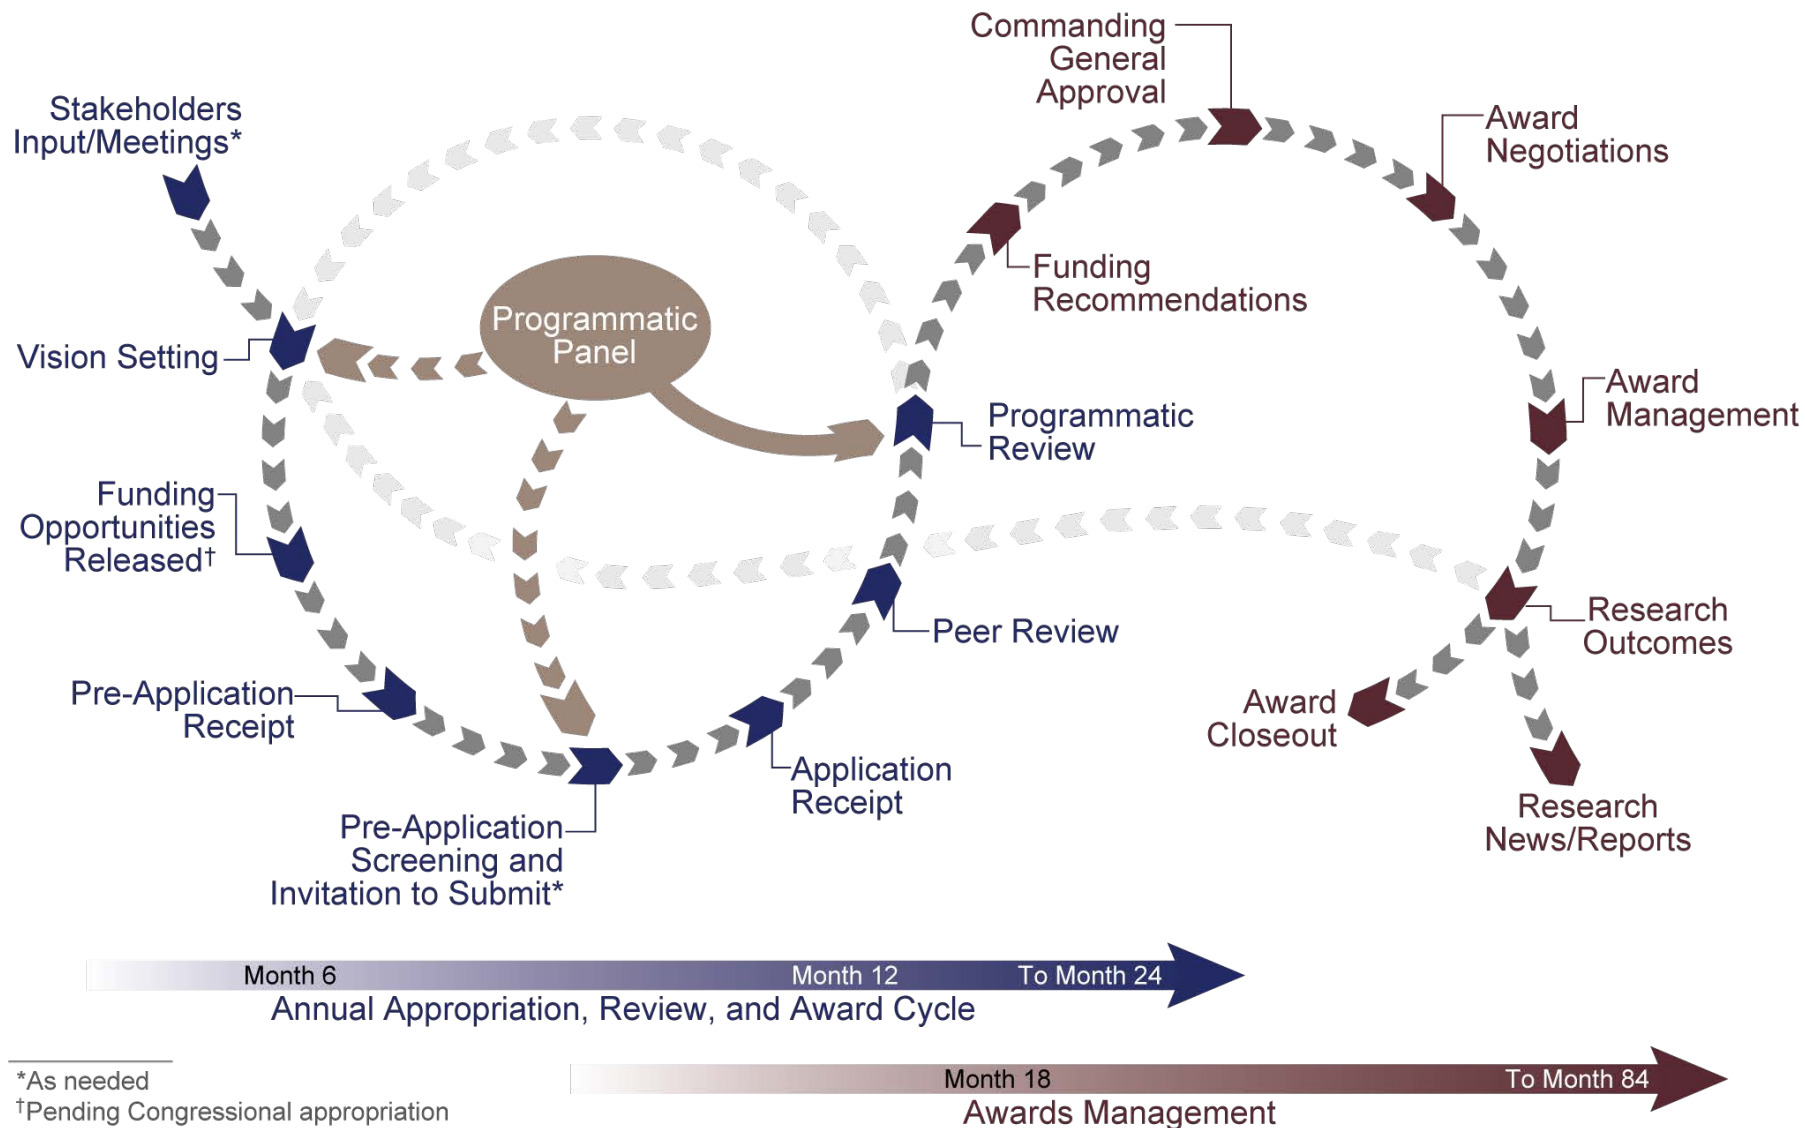 Commanding
General
Approval
Stakeholders
Input/Meetings*
Award
Negotiations
Programmatic
Panel
Funding
Recommendations
Vision Setting
Award
Management
Programmatic
Review
Funding
Opportunities
Released†
Peer Review
Research
Outcomes
Pre-Application
Receipt
Award
Closeout
Application
Receipt
Research
News/Reports
Pre-Application
Screening and
Invitation to Submit*
Month 6
Month 12
To Month 24
Annual Appropriation, Review, and Award Cycle
*As needed
†Pending Congressional appropriation
Month 18
To Month 84
Awards Management